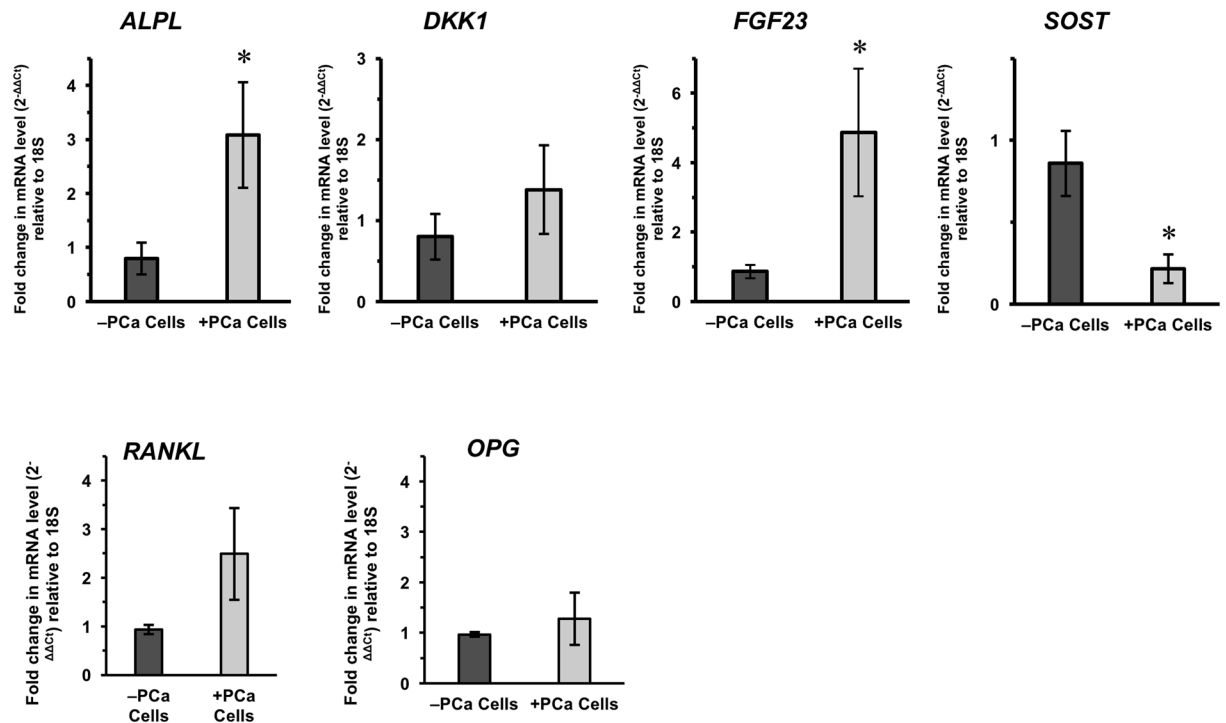 ALPL
Fold change in mRNA level (2-ΔΔCt)
relative to 18S
4
3
2
1
0
*
–PCa Cells +PCa Cells
DKK1
Fold change in mRNA level (2-ΔΔCt)
relative to 18S
3
2
1
0
–PCa Cells +PCa Cells
FGF23
Fold change in mRNA level (2-ΔΔCt)
relative to 18S
6
4
2
0
*
–PCa Cells +PCa Cells
SOST
Fold change in mRNA level (2-ΔΔCt)
relative to 18S
1
0
*
–PCa Cells +PCa Cells
RANKL
Fold change in mRNA level (2-
ΔΔCt) relative to 18S
4
3
2
1
0
–PCa +PCa
Cells Cells
OPG
Fold change in mRNA level (2-
ΔΔCt) relative to 18S
4
3
2
1
0
–PCa Cells +PCa Cells